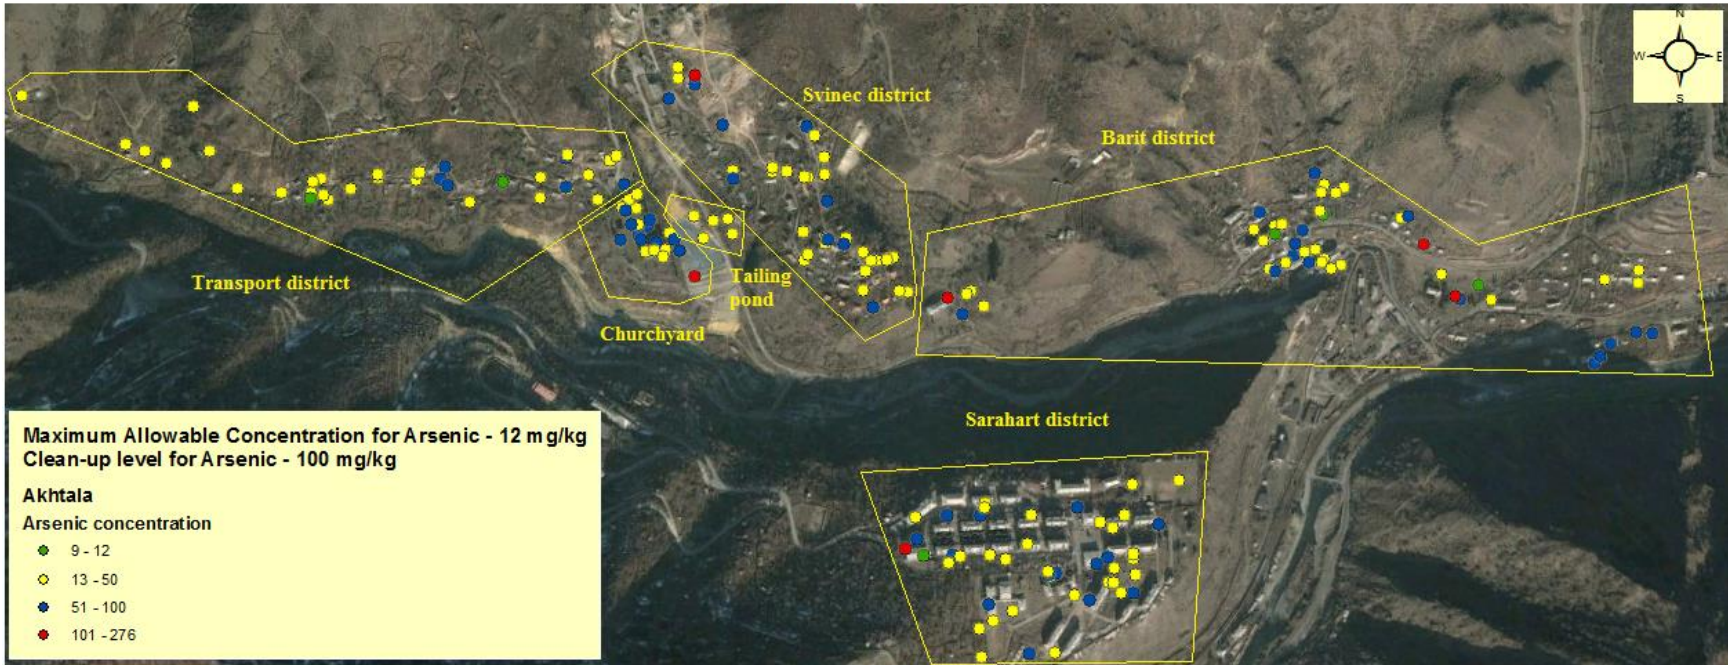 N
W E
S
Svinec district
Barit district
Transport district
Tailing
pond
Churchyard
Sarahart district
Maximum Allowable Concentration for Arsenic - 12 mg/kg
Clean-up level for Arsenic - 100 mg/kg
Akhtala
Arsenic concentration
9 - 12
13 - 50
51 - 100
101 - 276